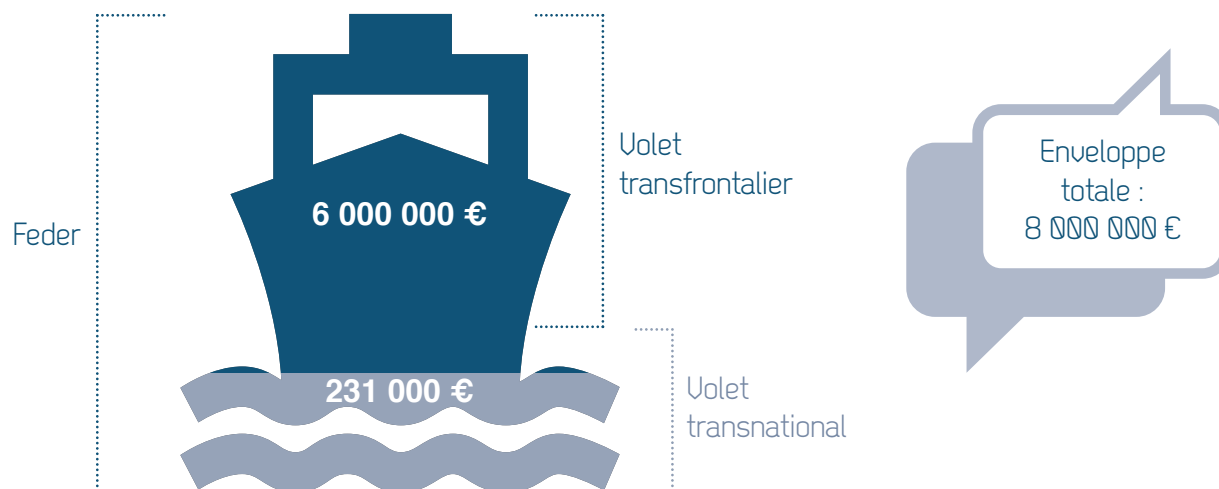 Feder
6 000 000 €
231 000 €
Volet
transfrontalier
Volet
transnational
Enveloppe
totale :
8 000 000 €